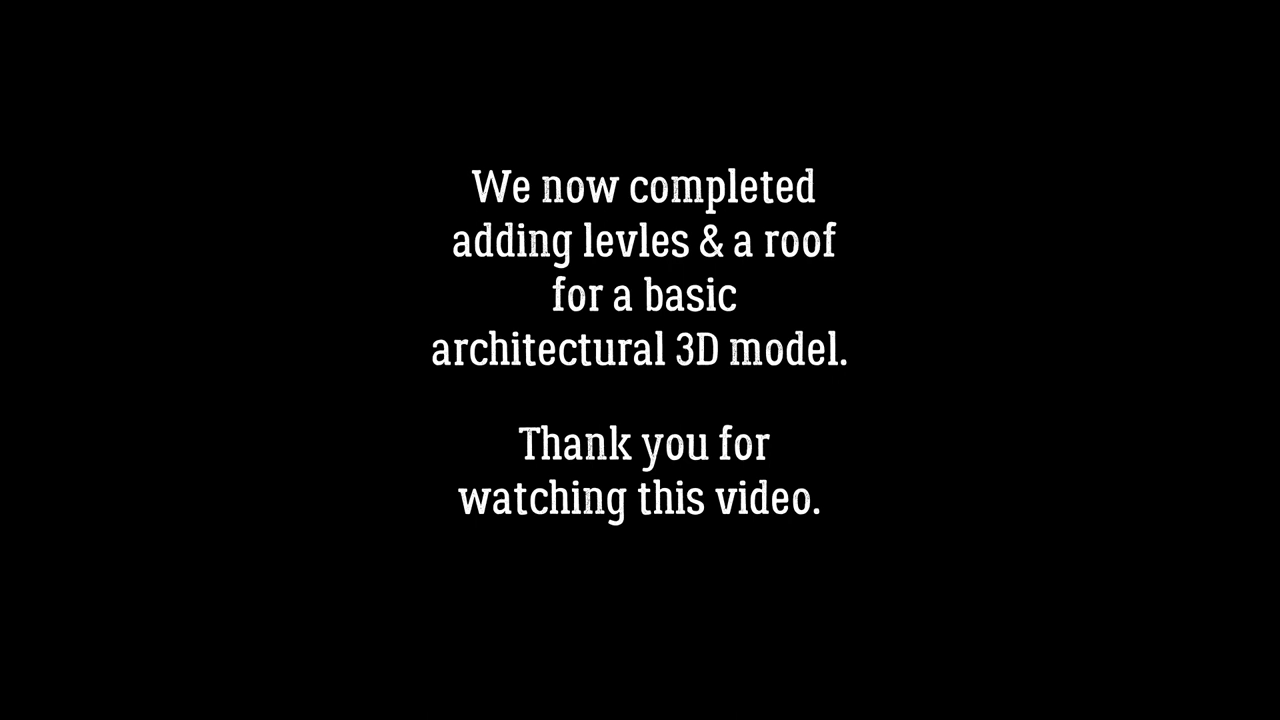 We now completed
adding levles & a roof
for a basic
architectural 3D model.
Thank you for
watching this video.